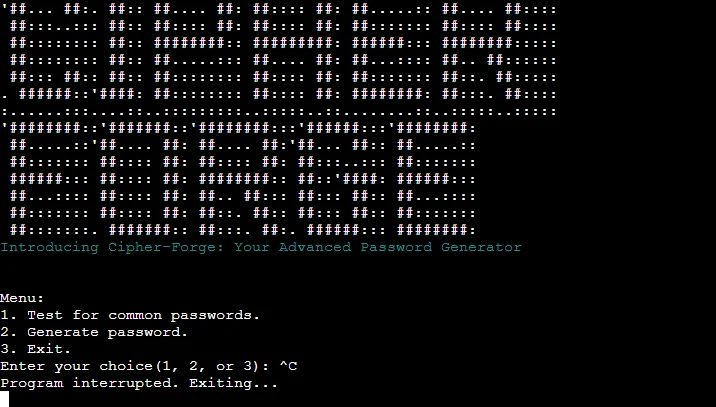 '##... ##:. ##:: ##.... ##: ##:::: ##: ##.....:: ##.... ##::::
 ##:::..::: ##:: ##:::: ##: ##:::: ##: ##::::::: ##:::: ##::::
 ##:::::::: ##:: ########:: #########: ######::: ########:::::
 ##:::::::: ##:: ##.....::: ##.... ##: ##...:::: ##.. ##::::::
 ##::: ##:: ##:: ##:::::::: ##:::: ##: ##::::::: ##::. ##:::::
. ######::'####: ##:::::::: ##:::: ##: ########: ##:::. ##::::
:......:::....::..:::::::::..:::::..::........::..:::::..:::::
'########::'#######::'########:::'######:::'########:
 ##.....::'##.... ##: ##.... ##:'##... ##:: ##.....::
 ##::::::: ##:::: ##: ##:::: ##: ##:::..::: ##:::::::
 ######::: ##:::: ##: ########:: ##::'####: ######:::
 ##...:::: ##:::: ##: ##.. ##::: ##::: ##:: ##...::::
 ##::::::: ##:::: ##: ##::. ##:: ##::: ##:: ##:::::::
 ##:::::::. #######:: ##:::. ##:. ######::: ########:
Introducing Cipher-Forge: Your Advanced Password Generator
Menu:
1. Test for common passwords.
2. Generate password.
3. Exit.
Enter your choice(1, 2, or 3): ^C
Program interrupted. Exiting...